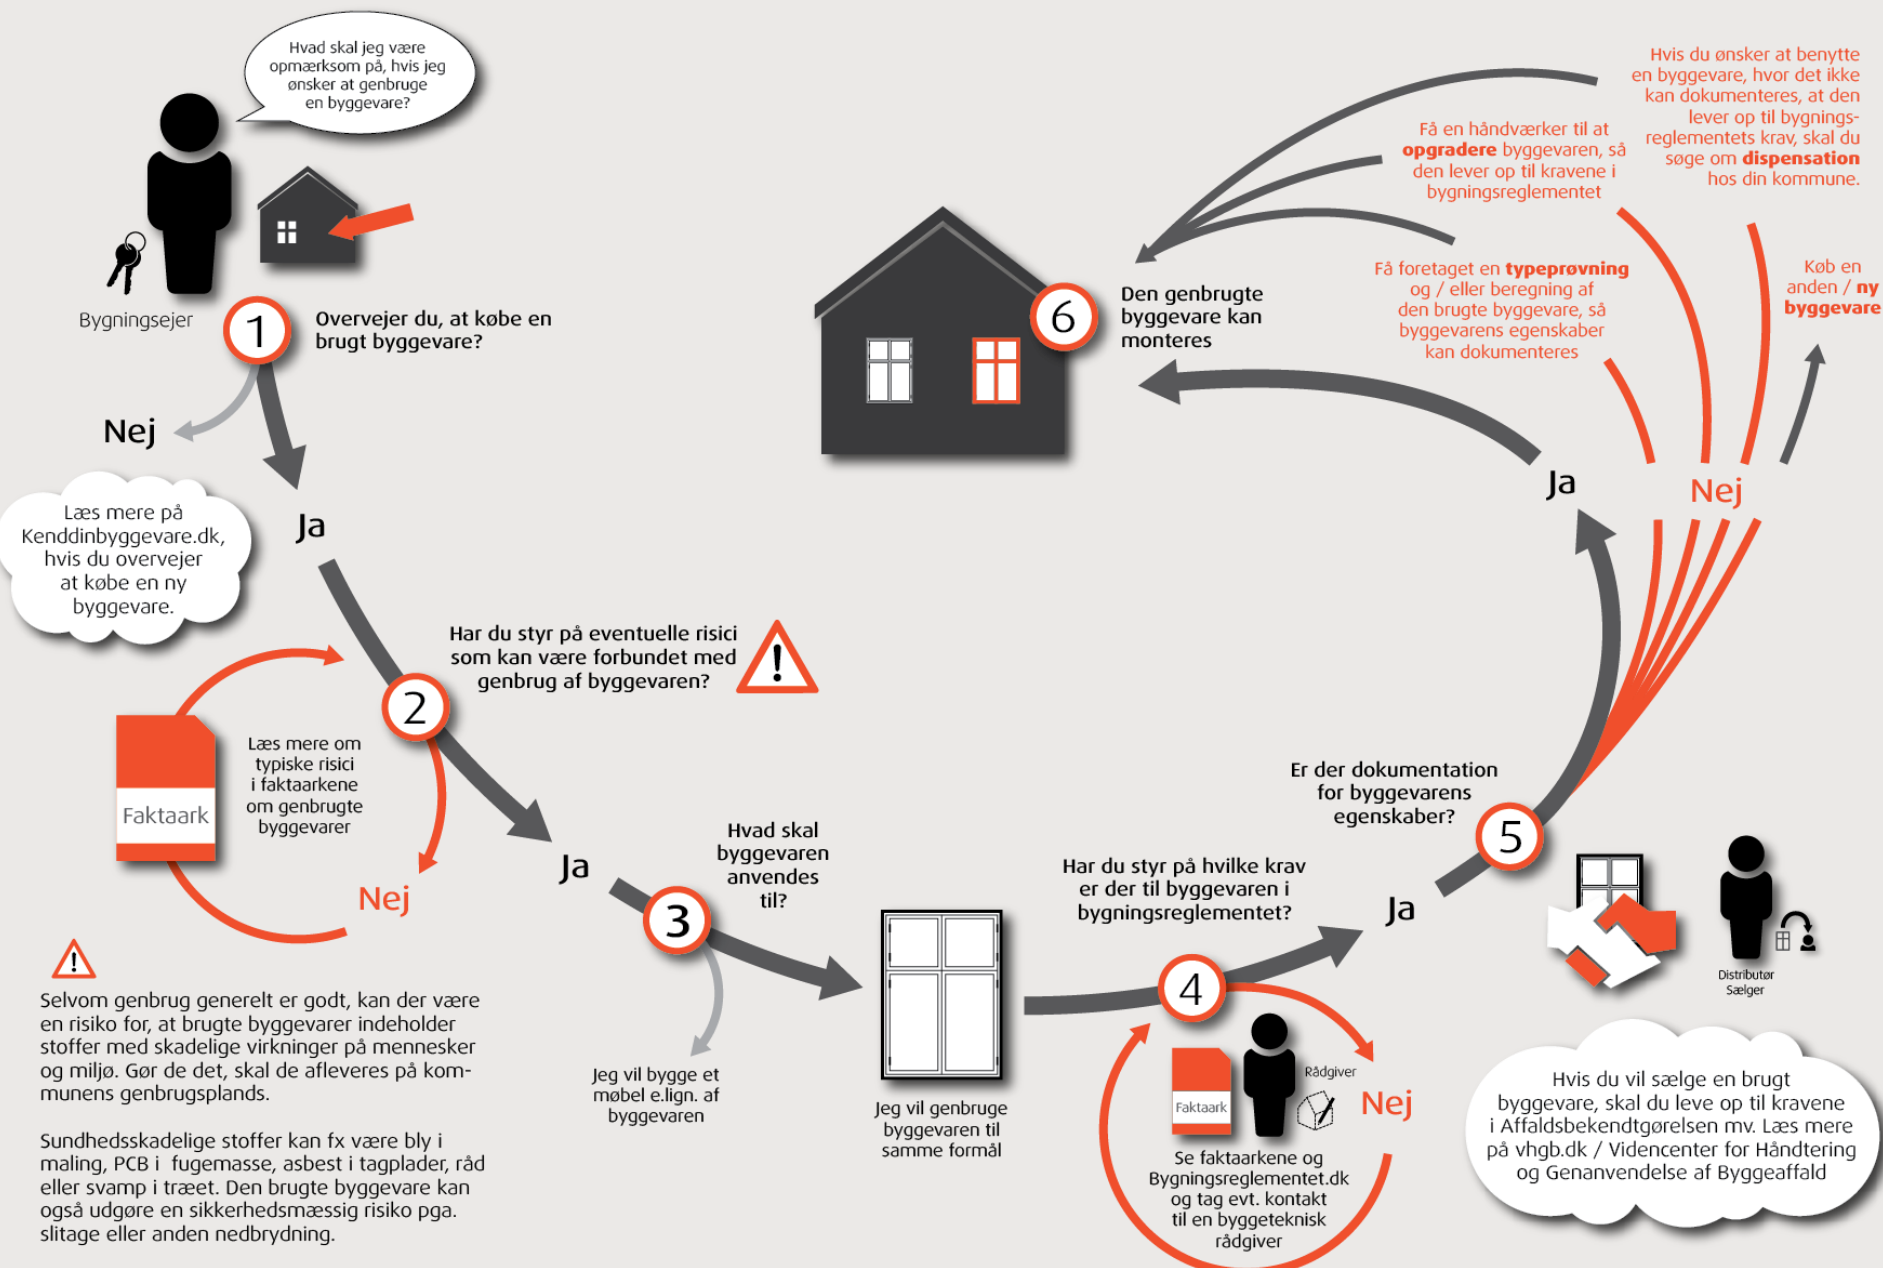 Hvad skal jeg være
opmærksom på, hvis jeg
ønsker at genbruge
en byggevare?
Bygningsejer
1
Overvejer du, at købe en
brugt byggevare?
Nej
Læs mere på
Kenddinbyggevare.dk,
hvis du overvejer
at købe en ny
byggevare.
Ja
2
Har du styr på eventuelle risici
som kan være forbundet med
genbrug af byggevaren?
!
Faktaark
Læs mere om
typiske risici
i faktaarkene
om genbrugte
byggevarer
Nej
!
Selvom genbrug generelt er godt, kan der være
en risiko for, at brugte byggevarer indeholder
stoffer med skadelige virkninger på mennesker
og miljø. Gør de det, skal de afleveres på kom-
munens genbrugsplands.
Sundhedsskadelige stoffer kan fx være bly i
maling, PCB i fugemasse, asbest i tagplader, råd
eller svamp i træet. Den brugte byggevare kan
også udgøre en sikkerhedsmæssig risiko pga.
slitage eller anden nedbrydning.
Ja
3
Hvad skal
byggevaren
anvendes
til?
Jeg vil bygge et
møbel e.lign. af
byggevaren
Jeg vil genbruge
byggevaren til
samme formål
4
Har du styr på hvilke krav
er der til byggevaren i
bygningsreglementet?
Faktaark
Rådgiver
Nej
Se faktaarkene og
Bygningsreglementet.dk
og tag evt. kontakt
til en byggeteknisk
rådgiver
Ja
5
Er der dokumentation
for byggevarens
egenskaber?
Distributør
Sælger
Hvis du vil sælge en brugt
byggevare, skal du leve op til kravene
i Affaldsbekendtgørelsen mv. Læs mere
på vhgb.dk / Videncenter for Håndtering
og Genanvendelse af Byggeaffald
Ja
Nej
Få foretaget en typeprøvning
og / eller beregning af
den brugte byggevare, så
byggevarens egenskaber
kan dokumenteres
Få en håndværker til at
opgradere byggevaren, så
den lever op til kravene i
bygningsreglementet
Hvis du ønsker at benytte
en byggevare, hvor det ikke
kan dokumenteres, at den
lever op til bygnings-
reglementets krav, skal du
søge om dispensation
hos din kommune.
Køb en
anden / ny
byggevare
6
Den genbrugte
byggevare kan
monteres